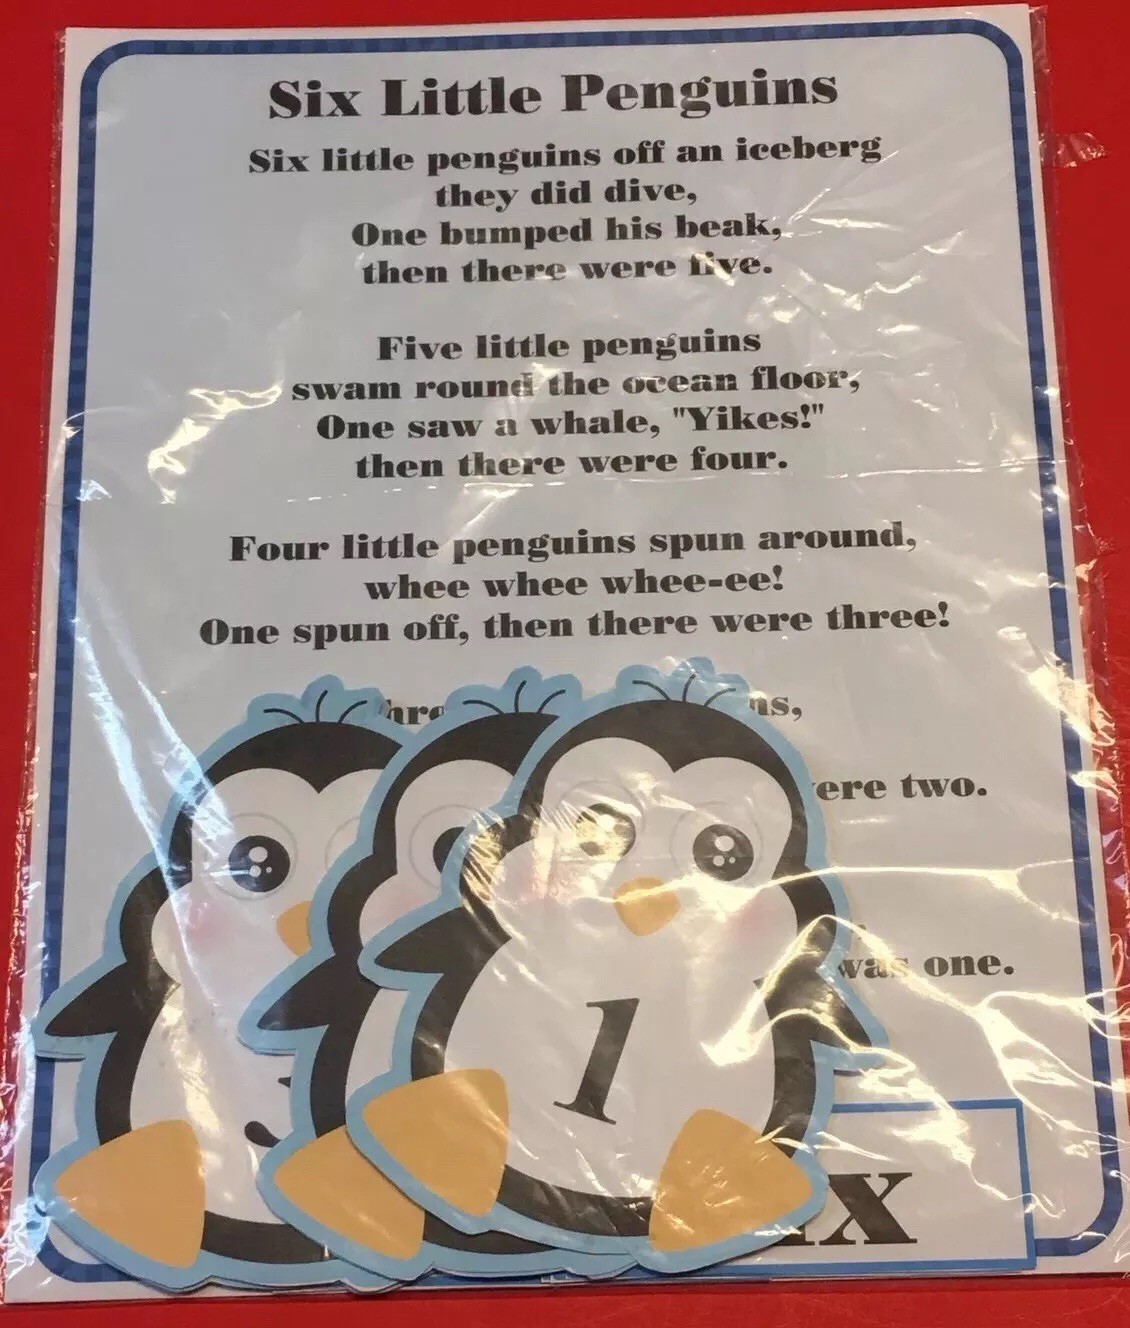 Six Little Penguins
Six little penguins off an iceberg
they did dive,
One bumped his beak,
then there were five.
Five little penguins
swam round the ocean floor,
One saw a whale, "Yikes!"
then there were four.
Four little penguins spun around,
whee whee whee-ee!
One spun off, then there were three!
two.
was one.
1